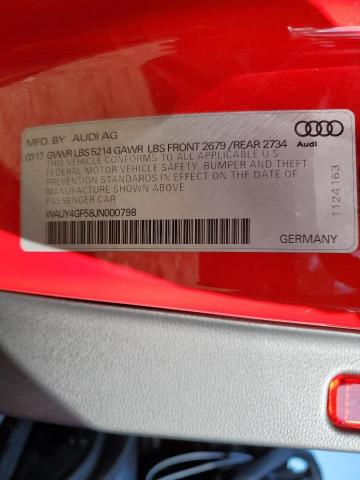 MFD. BY AUDI AG
03.17 GVWR LBS 5214 GAWR LBS FRONT 2679 / REAR 2734
THIS VEHICLE CONFORMS TO ALL APPLICABLE U.S
FEDERAL MOTOR VEHICLE SAFETY, BUMPER AND THEFT
PREVENTION STANDARDS IN EFFECT ON THE DATE OF
MANUFACTURE SHOWN ABOVE
PASSENGER CAR
WAUY4GF58JN000798
GERMANY
Audi
1124163